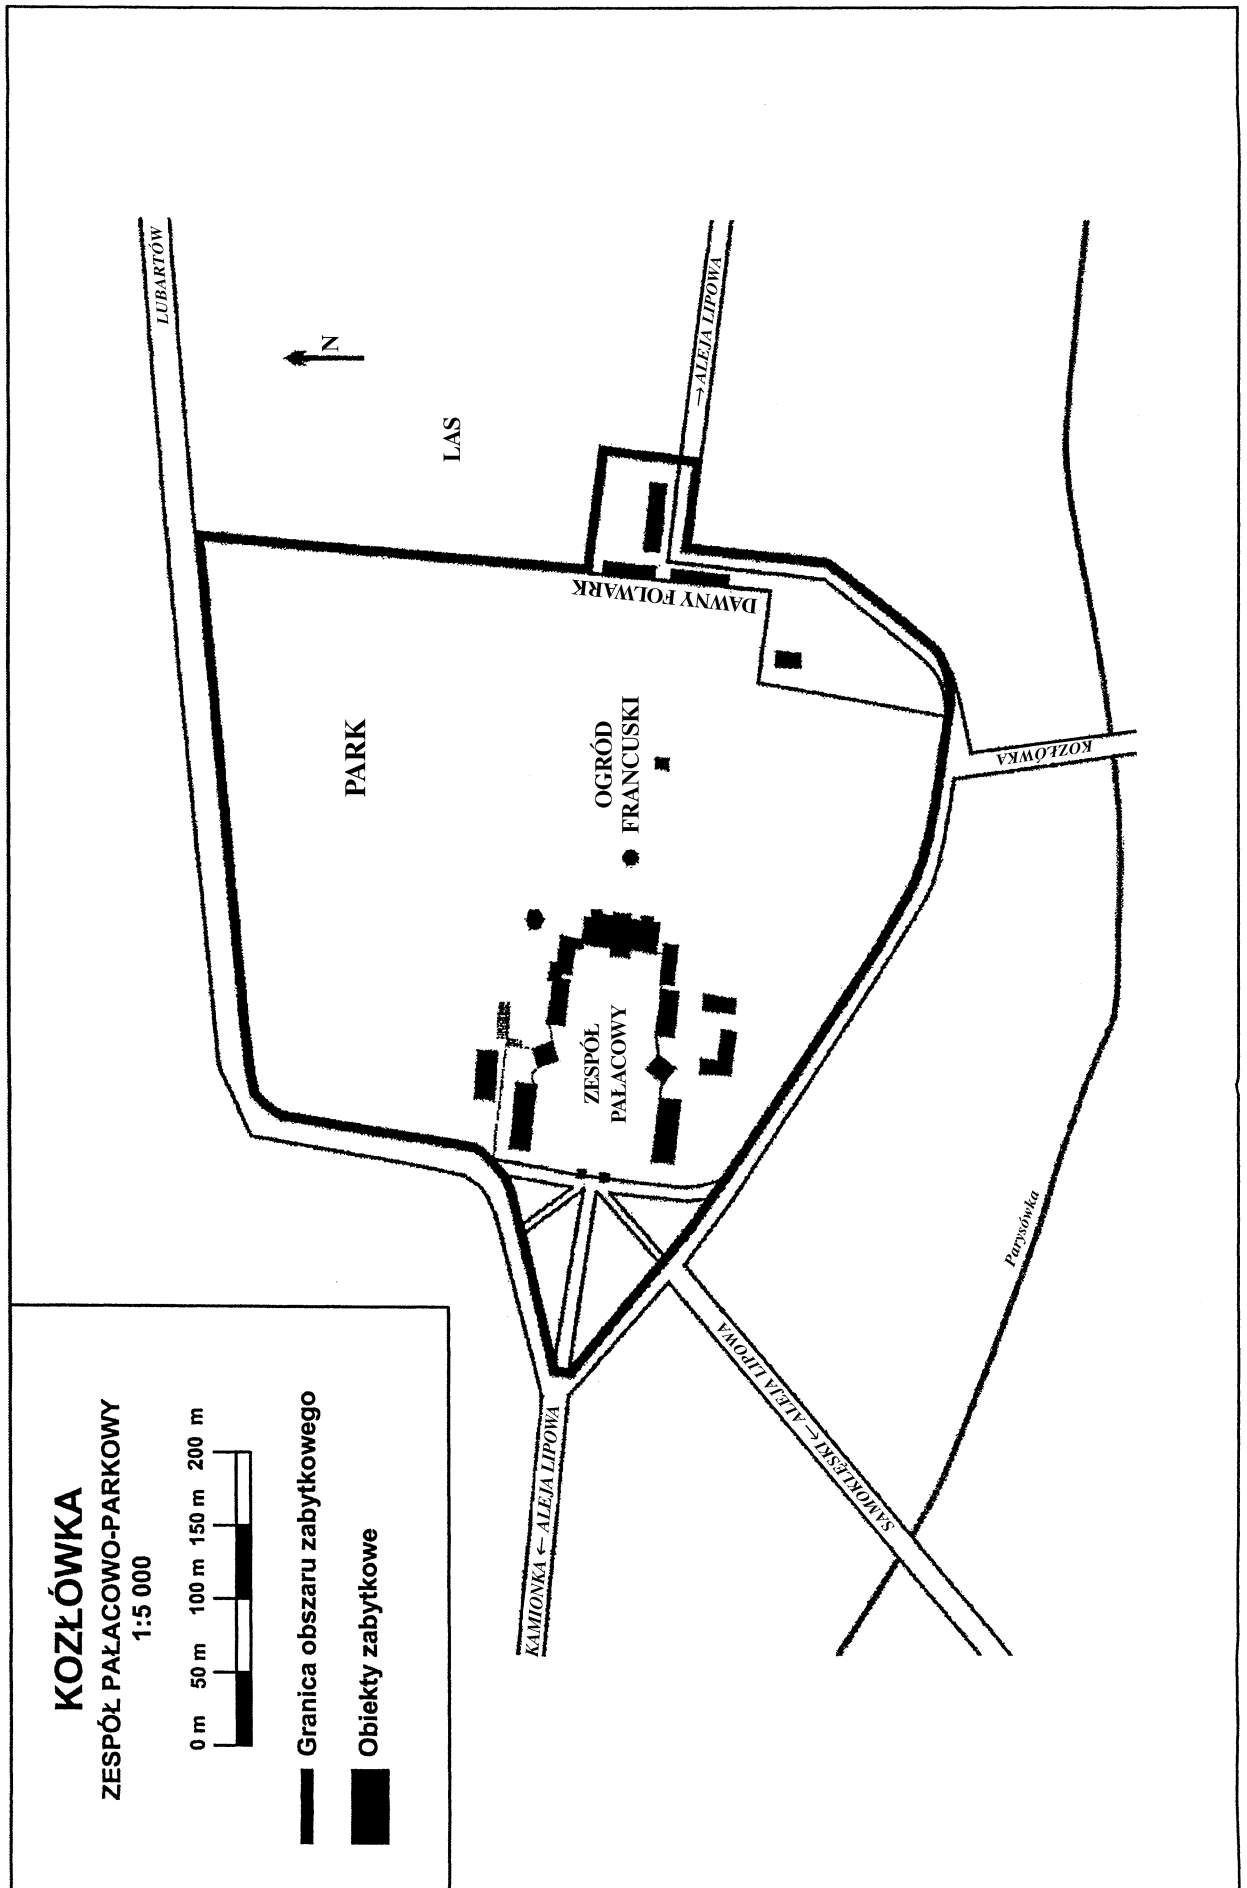 KOZŁÓWKA
ZESPÓŁ PAŁACOWO-PARKOWY
1:5 000
0 m 50 m 100 m 150 m 200 m
Granica obszaru zabytkowego
Obiekty zabytkowe
LUBARTÓW
N
LAS
→ ALEJA LIPOWA
PARK
DAWNY FOLWARK
OGRÓD
FRANCUSKI
KOZŁÓWKA
ZESPÓŁ
PAŁACOWY
KAMIONKA ← ALEJA LIPOWA
SAMOKLĘSKI ← ALEJA LIPOWA
Parysówka